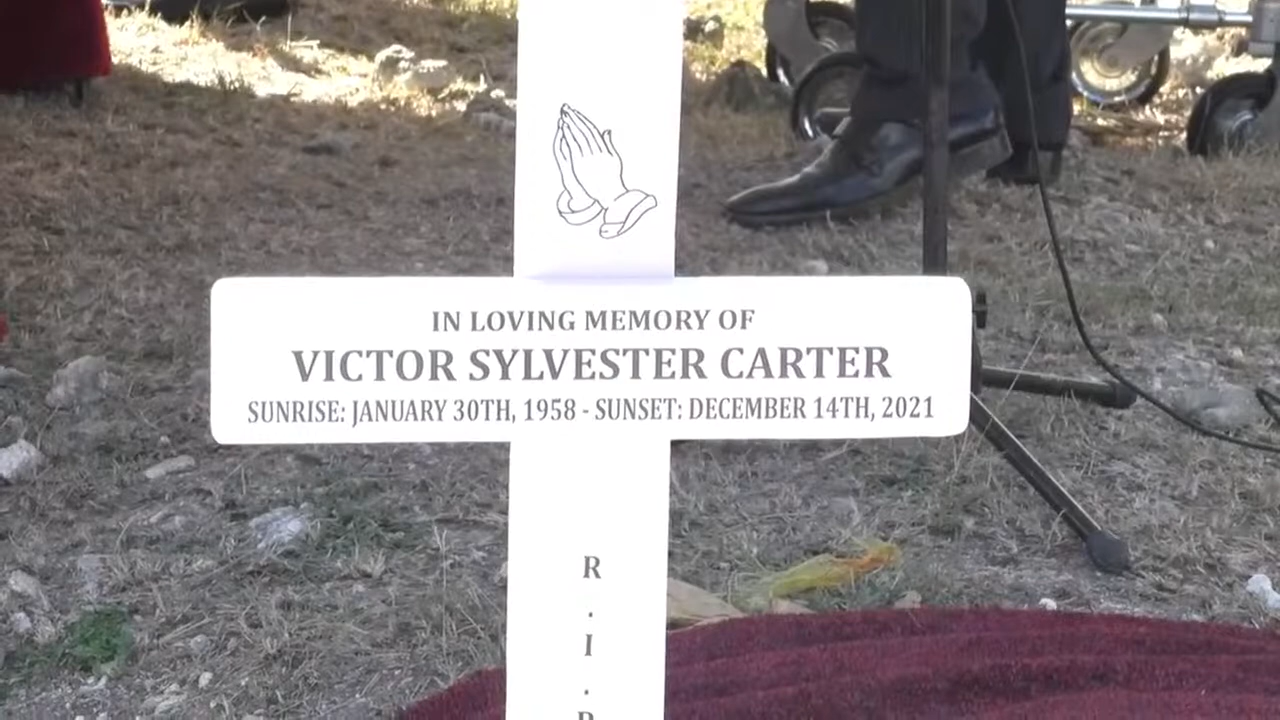 IN LOVING MEMORY OF
VICTOR SYLVESTER CARTER
SUNRISE: JANUARY 30TH, 1958 - SUNSET: DECEMBER 14TH, 2021
R
.
I
.
P